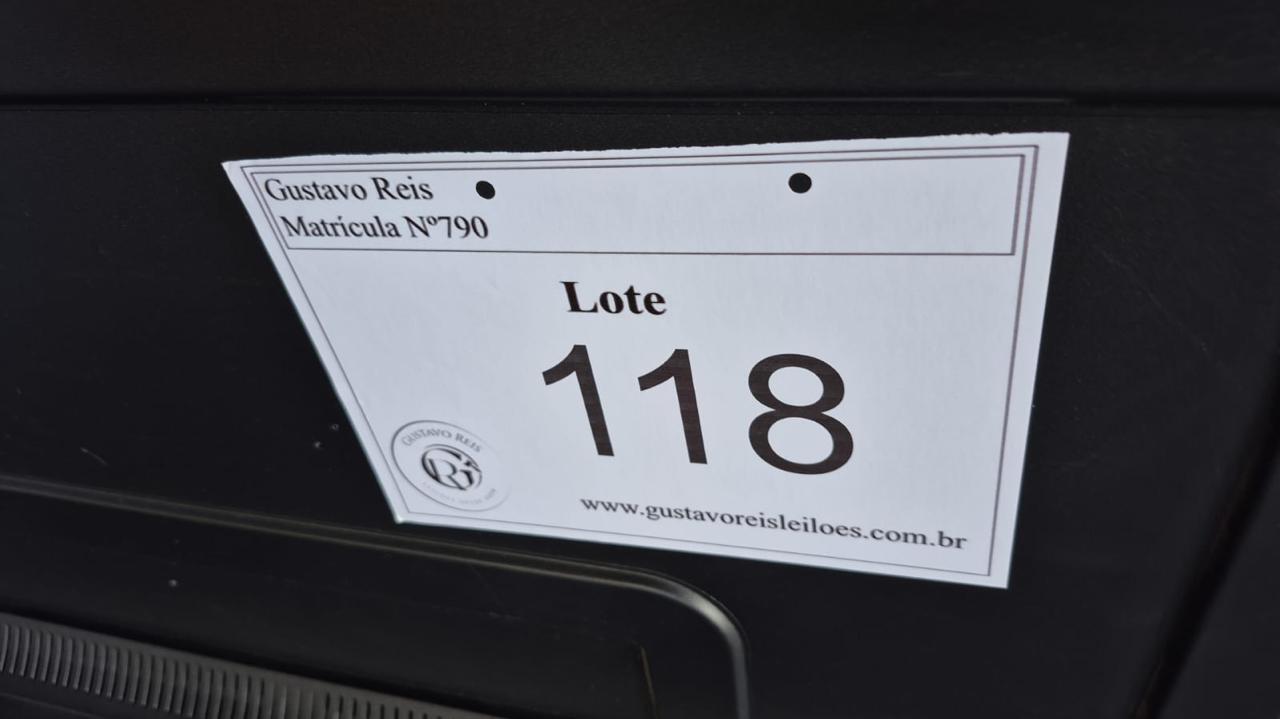 Gustavo Reis
Matrícula Nº790
Lote
118
GUSTAVO REIS
www.gustavoreisleiloes.com.br